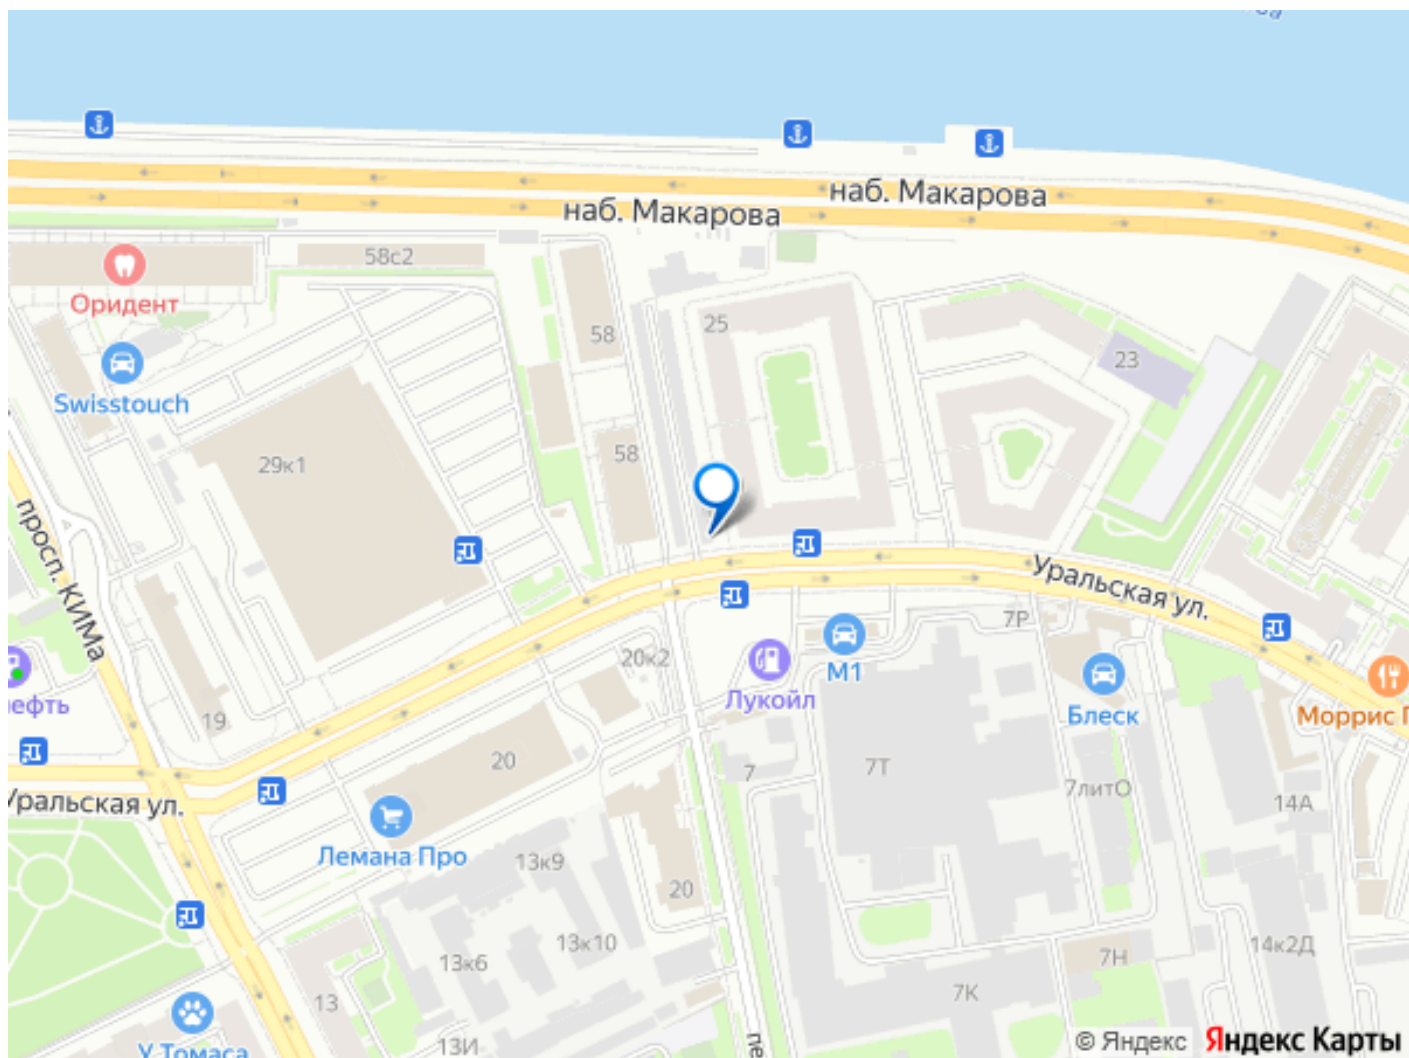 наб. Макарова
наб. Макарова
58с2
Оридент
58
25
23
Swisstouch
29к1
58
просп. КИМа
Уральская ул.
7Р
20к2
М1
Лукойл
Блеск
Моррис П
19
20
7
7Т
7литО
14А
Уральская ул.
Лемана Про
13к9
20
13к6
13к10
14к2Д
7Н
13
7К
13И
У Томаса
© Яндекс Яндекс Карты